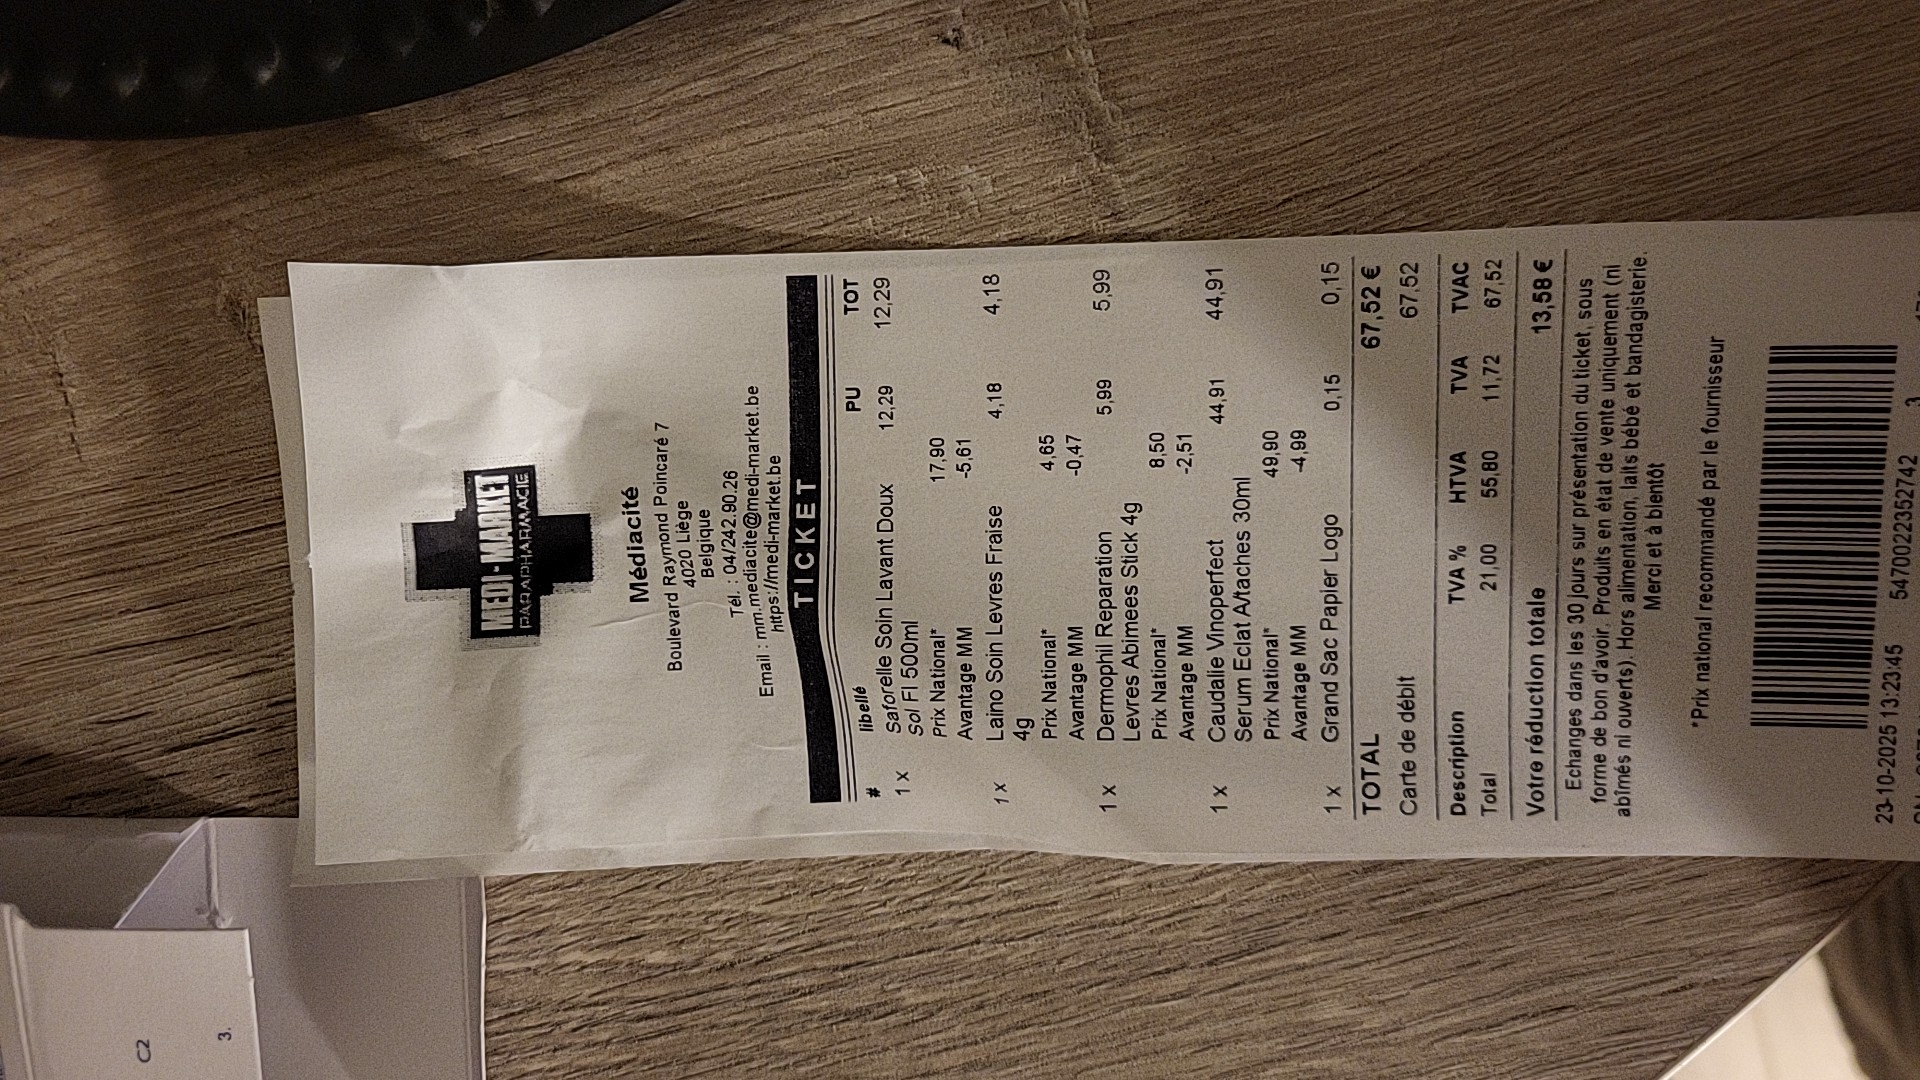 MEDI-MARKET
PARAPHARMACIE
Médiacité
Boulevard Raymond Poincaré 7
4020 Liège
Belgique
Tél. : 04/242.90.26
Email : mm.mediacite@medi-market.be
https://medi-market.be
TICKET
# libellé PU TOT
1 x Saforelle Soin Lavant Doux 12,29 12,29
Sol Fl 500ml
Prix National* 17,90
Avantage MM -5,61
1 x Laino Soin Levres Fraise 4,18 4,18
4g
Prix National* 4,65
Avantage MM -0,47
1 x Dermophil Reparation 5,99 5,99
Levres Abimees Stick 4g
Prix National* 8,50
Avantage MM -2,51
1 x Caudalie Vinoperfect 44,91 44,91
Serum Eclat A/taches 30ml
Prix National* 49,90
Avantage MM -4,99
1 x Grand Sac Papier Logo 0,15 0,15
TOTAL 67,52 €
Carte de débit 67,52
Description TVA % HTVA TVA TVAC
Total 21,00 55,80 11,72 67,52
Votre réduction totale 13,58 €
Echanges dans les 30 jours sur présentation du ticket, sous
forme de bon d'avoir. Produits en état de vente uniquement (ni
abîmés ni ouverts). Hors alimentation, laits bébé et bandagisterie.
Merci et à bientôt
*Prix national recommandé par le fournisseur
23-10-2025 13:23:45 5470022352742
C2
3.